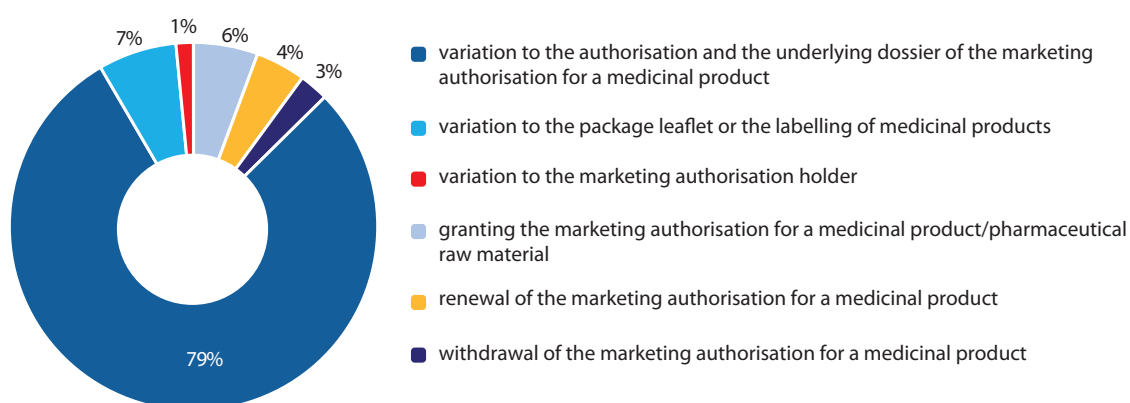 7%
1%
6%
4%
3%
79%
variation to the authorisation and the underlying dossier of the marketing
authorisation for a medicinal product
variation to the package leaflet or the labelling of medicinal products
variation to the marketing authorisation holder
granting the marketing authorisation for a medicinal product/pharmaceutical
raw material
renewal of the marketing authorisation for a medicinal product
withdrawal of the marketing authorisation for a medicinal product